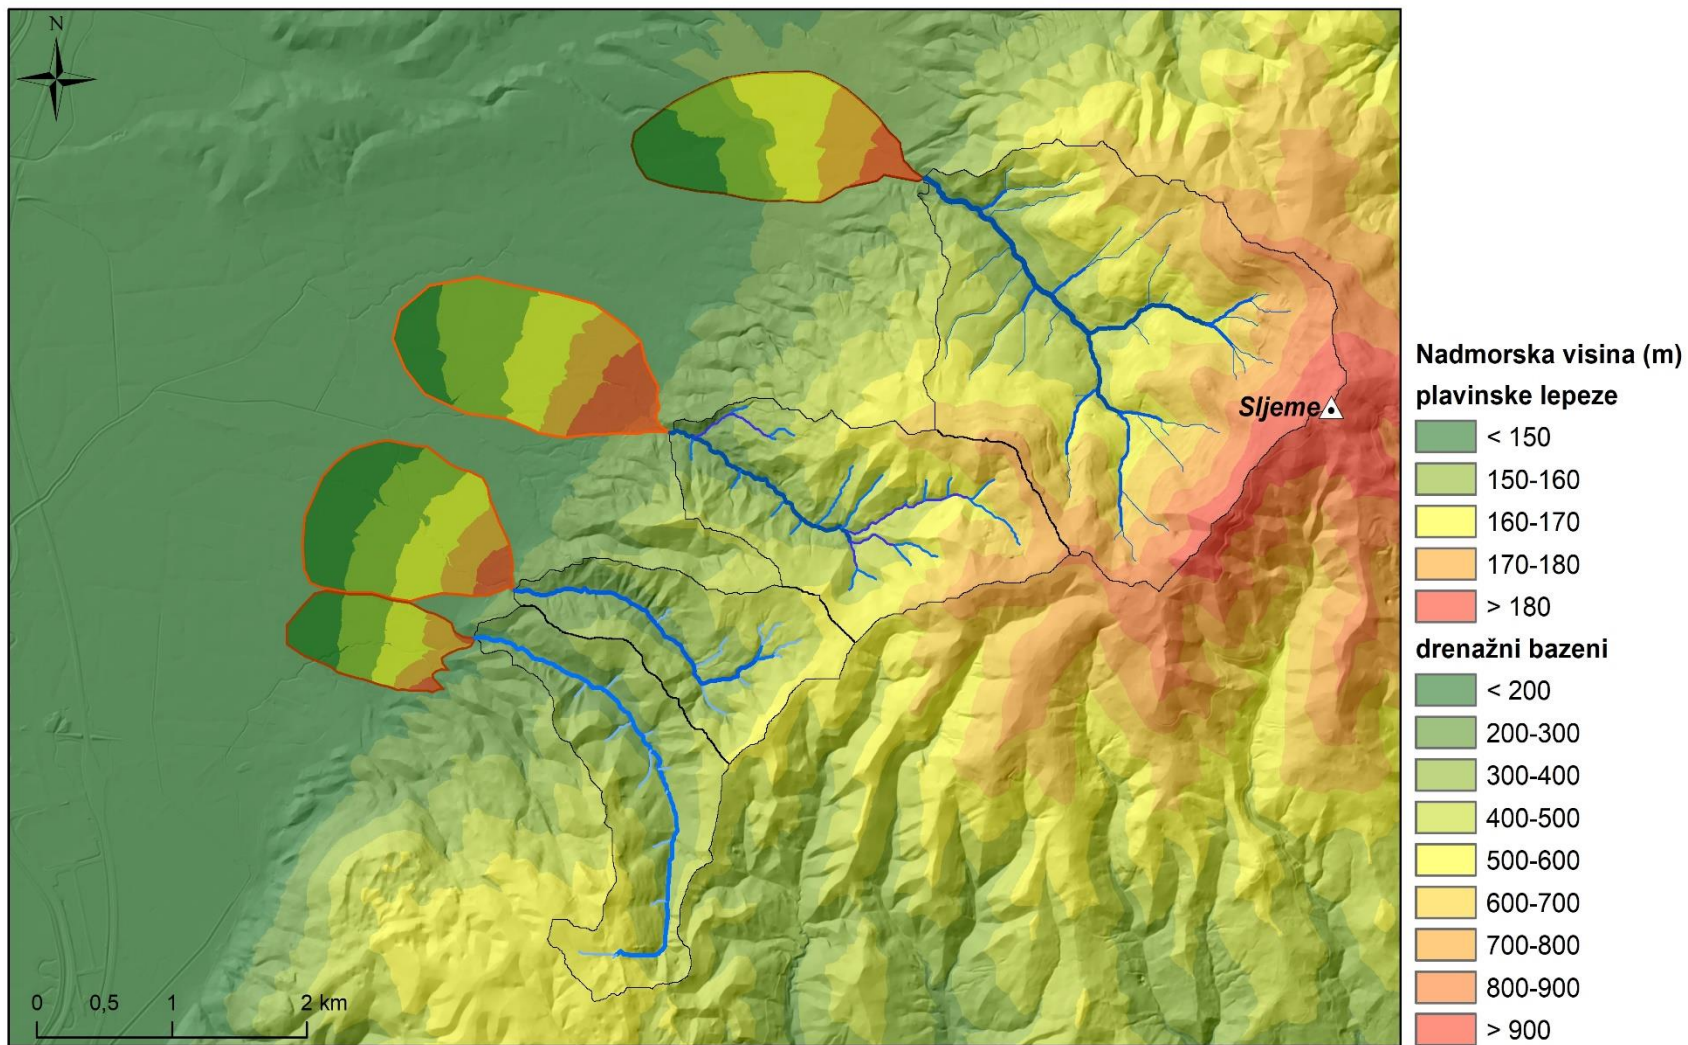 N
Sljeme
0 0,5 1 2 km
Nadmorska visina (m)
plavinske lepeze
< 150
150-160
160-170
170-180
> 180
drenažni bazeni
< 200
200-300
300-400
400-500
500-600
600-700
700-800
800-900
> 900